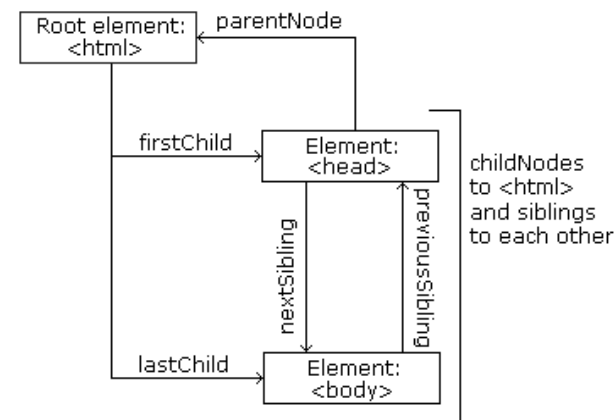 Root element:
<html>
parentNode
firstChild
Element:
<head>
childNodes
to <html>
and siblings
to each other
nextSibling
previousSibling
lastChild
Element:
<body>